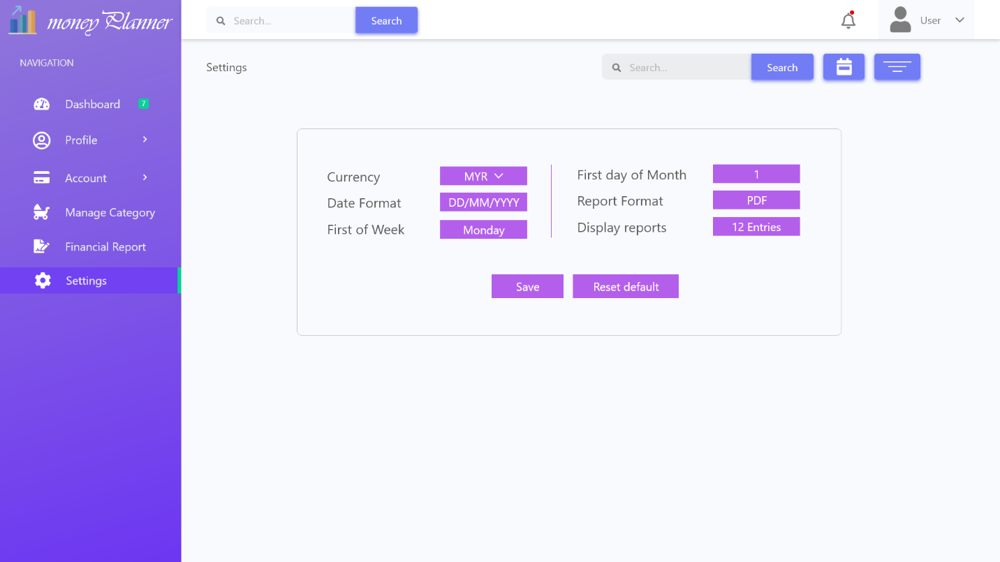 money Planner
Search...
Search
User
NAVIGATION
Dashboard 7
Profile
Account
Manage Category
Financial Report
Settings
Settings
Search...
Search
Currency MYR
Date Format DD/MM/YYYY
First of Week Monday
First day of Month 1
Report Format PDF
Display reports 12 Entries
Save
Reset default